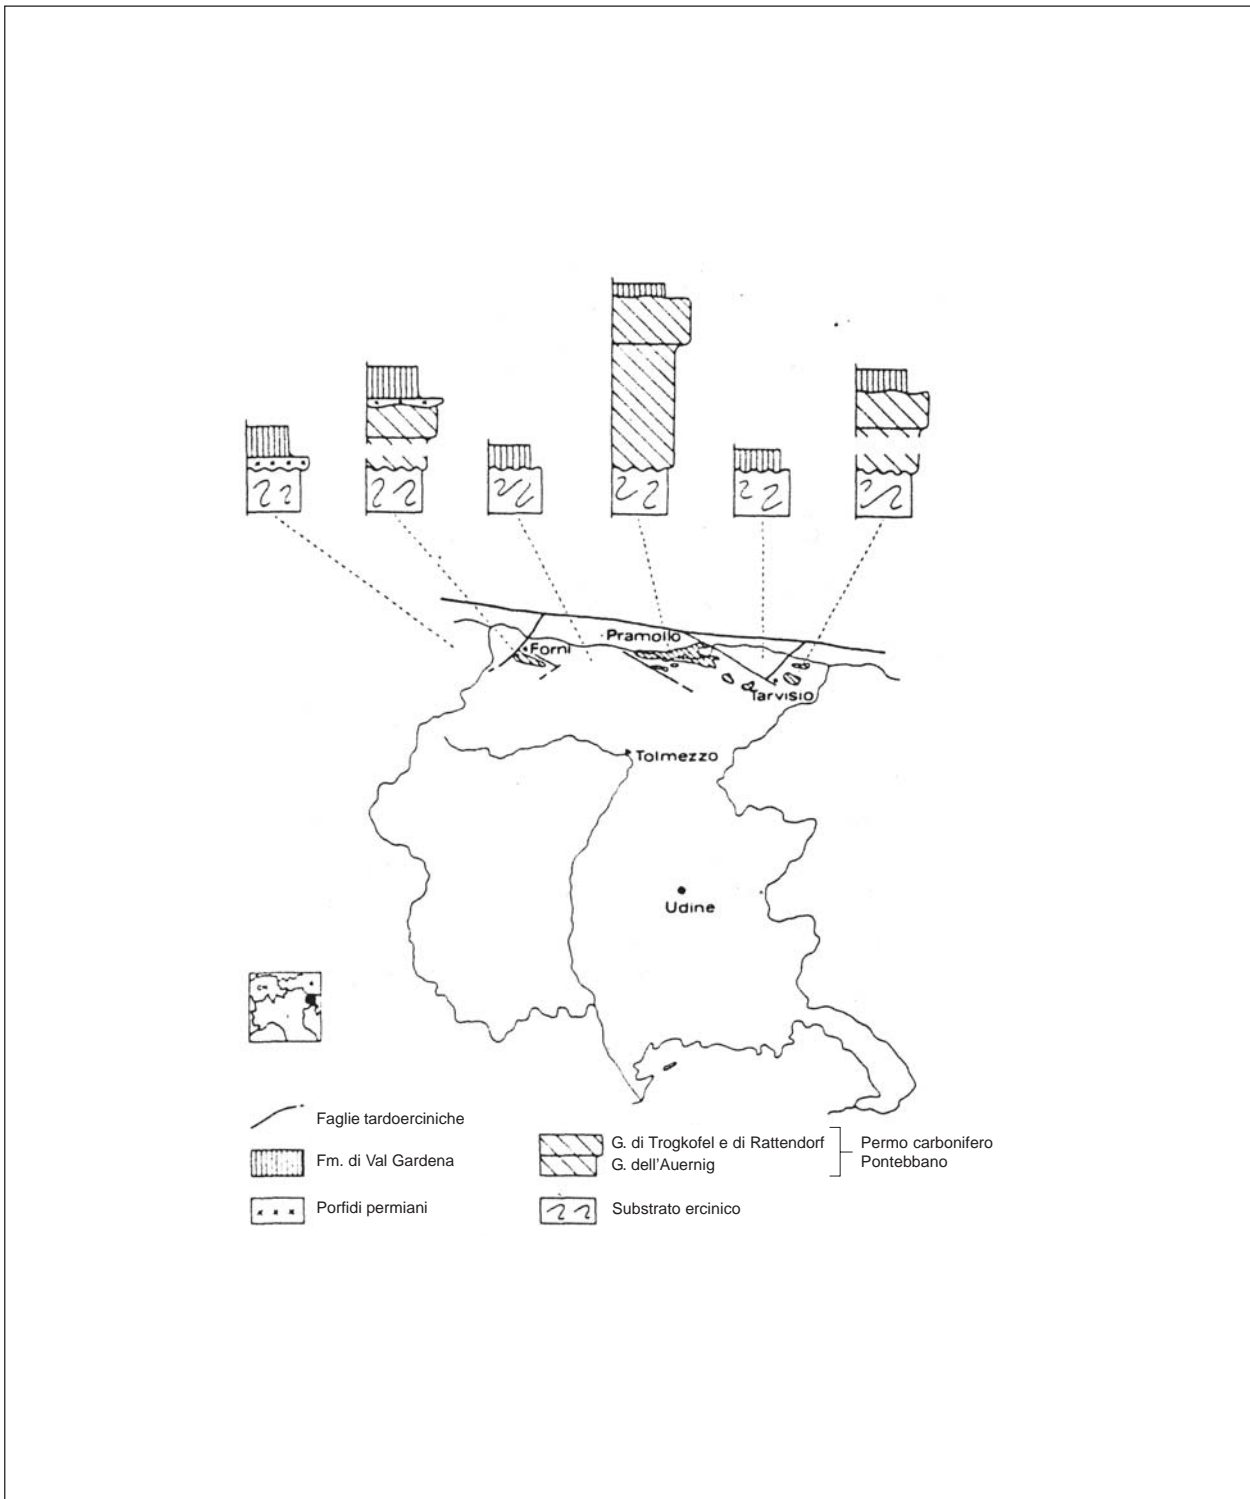 Pramollo
Forni
Tarvisio
Tolmezzo
Udine
CH
Faglie tardoerciniche
Fm. di Val Gardena
Porfidi permiani
G. di Trogkofel e di Rattendorf
G. dell'Auernig
Permo carbonifero
Pontebbano
Substrato ercinico